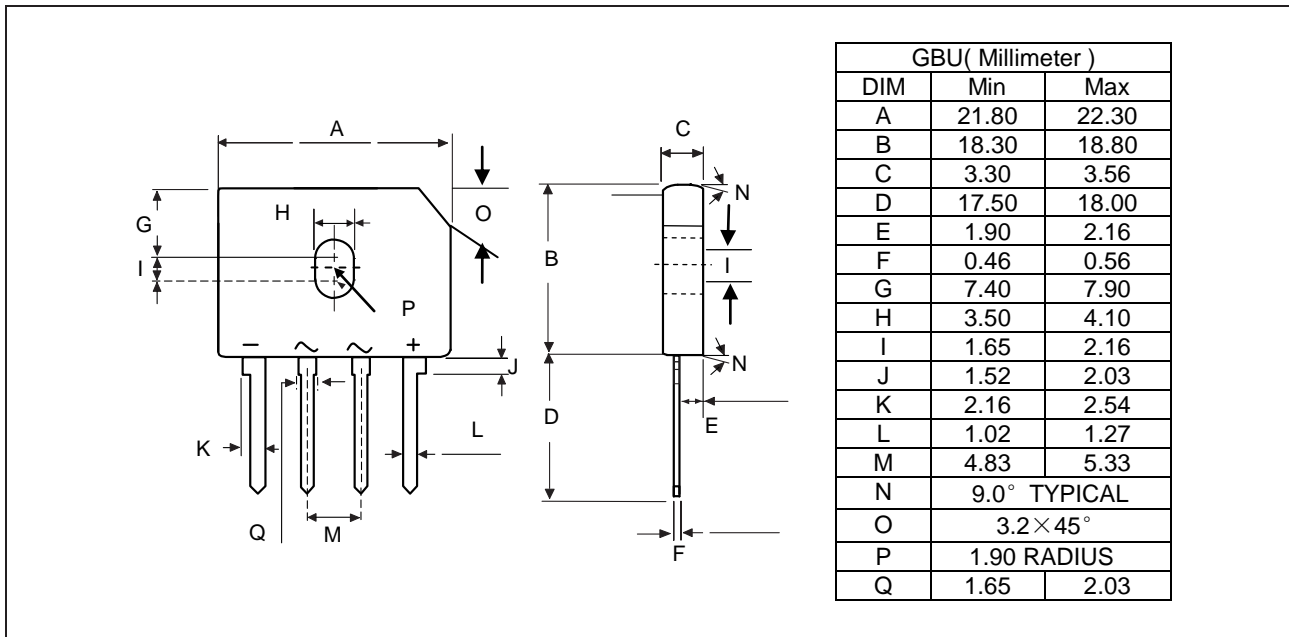 A
C
N
G
H
O
I
B
I
P
− ~ ~ +
J
N
D
E
K
L
Q
M
F
GBU( Millimeter )
DIM Min Max
A 21.80 22.30
B 18.30 18.80
C 3.30 3.56
D 17.50 18.00
E 1.90 2.16
F 0.46 0.56
G 7.40 7.90
H 3.50 4.10
I 1.65 2.16
J 1.52 2.03
K 2.16 2.54
L 1.02 1.27
M 4.83 5.33
N 9.0° TYPICAL
O 3.2×45°
P 1.90 RADIUS
Q 1.65 2.03